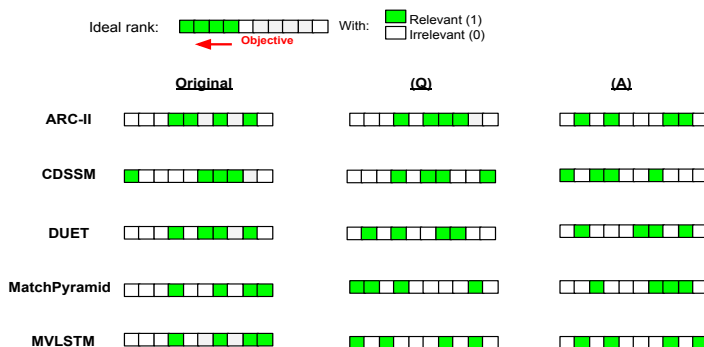 Ideal rank: With: Relevant (1)
Irrelevant (0)
Objective
Original (Q) (A)
ARC-II
CDSSM
DUET
MatchPyramid
MVLSTM